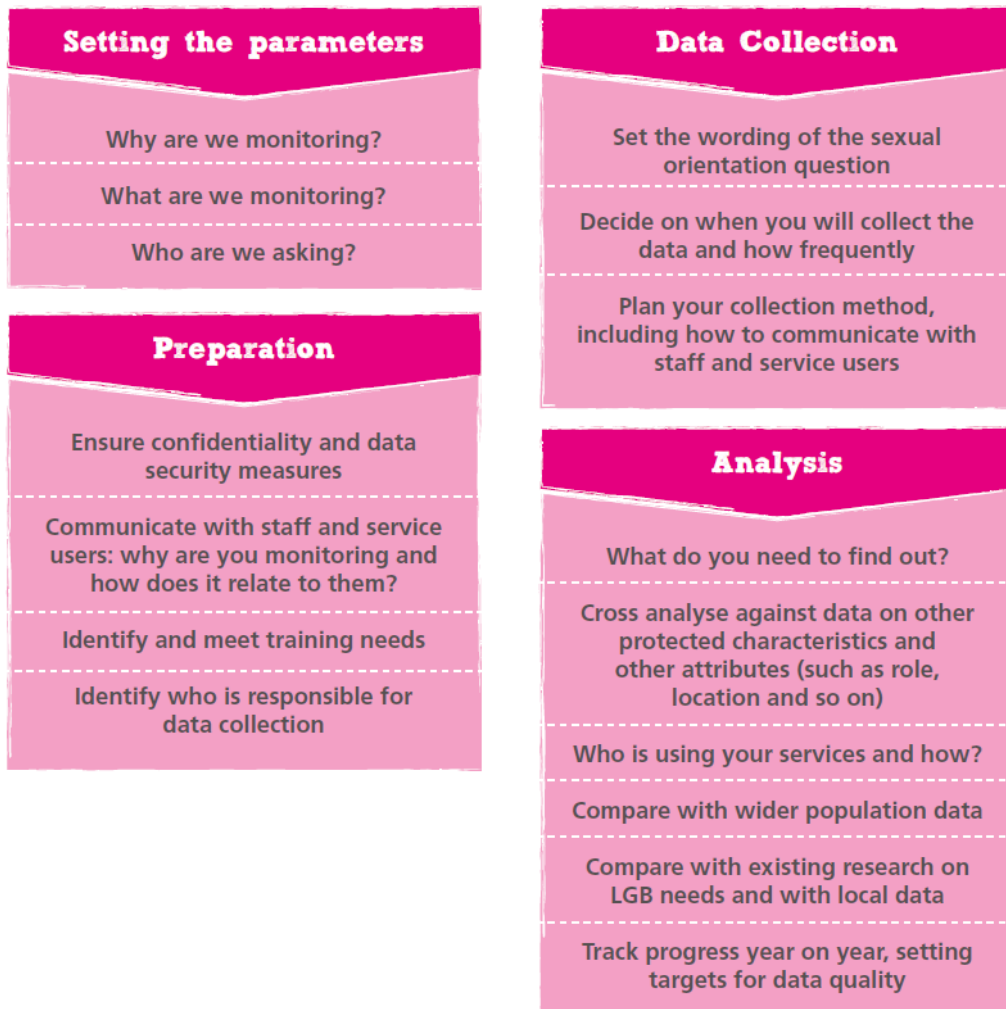 Setting the parameters
Why are we monitoring?
What are we monitoring?
Who are we asking?
Preparation
Ensure confidentiality and data
security measures
Communicate with staff and service
users: why are you monitoring and
how does it relate to them?
Identify and meet training needs
Identify who is responsible for
data collection
Data Collection
Set the wording of the sexual
orientation question
Decide on when you will collect the
data and how frequently
Plan your collection method,
including how to communicate with
staff and service users
Analysis
What do you need to find out?
Cross analyse against data on other
protected characteristics and
other attributes (such as role,
location and so on)
Who is using your services and how?
Compare with wider population data
Compare with existing research on
LGB needs and with local data
Track progress year on year, setting
targets for data quality